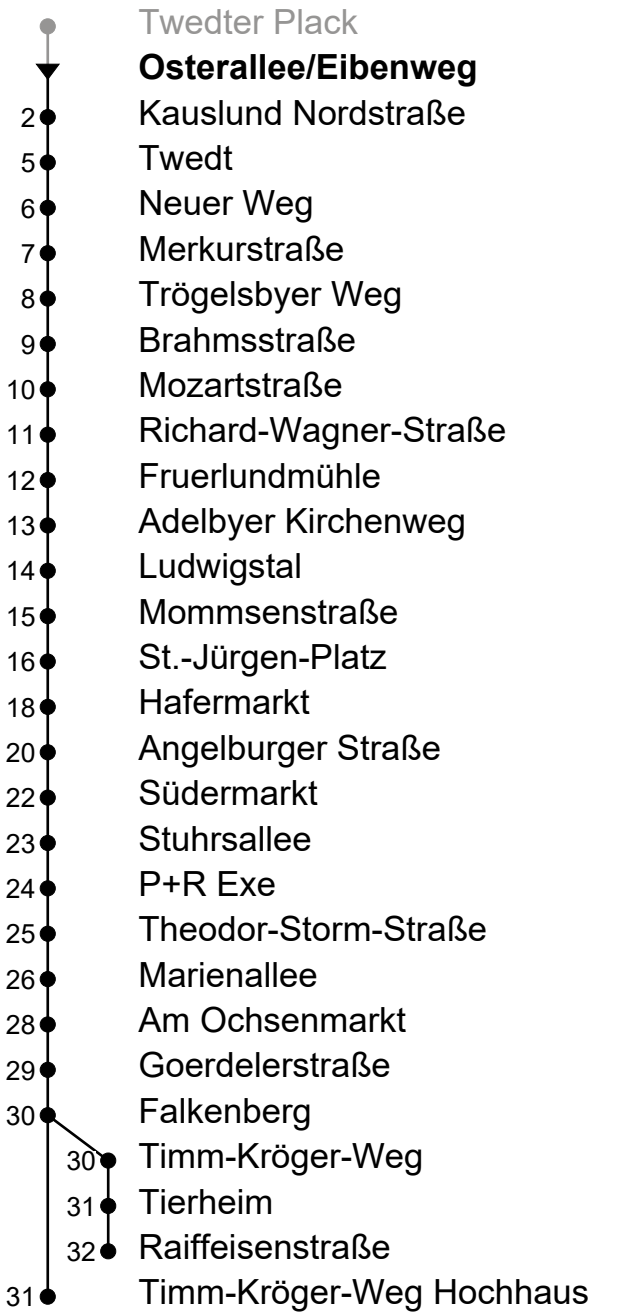 Twedter Plack
Osterallee/Eibenweg
2 Kauslund Nordstraße
5 Twedt
6 Neuer Weg
7 Merkurstraße
8 Trögelsbyer Weg
9 Brahmsstraße
10 Mozartstraße
11 Richard-Wagner-Straße
12 Fruerlundmühle
13 Adelbyer Kirchenweg
14 Ludwigstal
15 Mommsenstraße
16 St.-Jürgen-Platz
18 Hafermarkt
20 Angelburger Straße
22 Südermarkt
23 Stuhrsallee
24 P+R Exe
25 Theodor-Storm-Straße
26 Marienallee
28 Am Ochsenmarkt
29 Goerdelerstraße
30 Falkenberg
30 Timm-Kröger-Weg
31 Tierheim
32 Raiffeisenstraße
31 Timm-Kröger-Weg Hochhaus